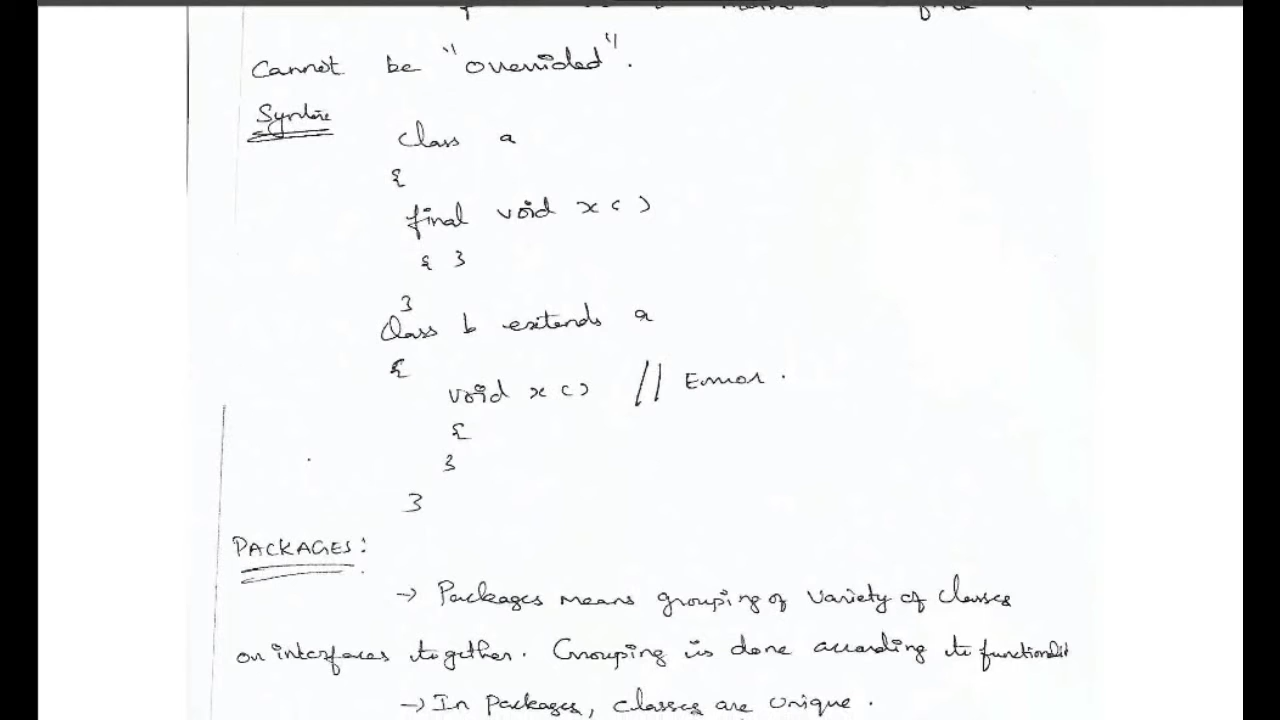 Cannot be "overrided".
Syntax
Class a
{
final void x()
{ }
}
Class b extends a
{
void x() // Error.
{
}
}
PACKAGES:
→ Packages means grouping of variety of classes
or interfaces together. Grouping is done according to functionalit
→ In Packages, classes are unique.